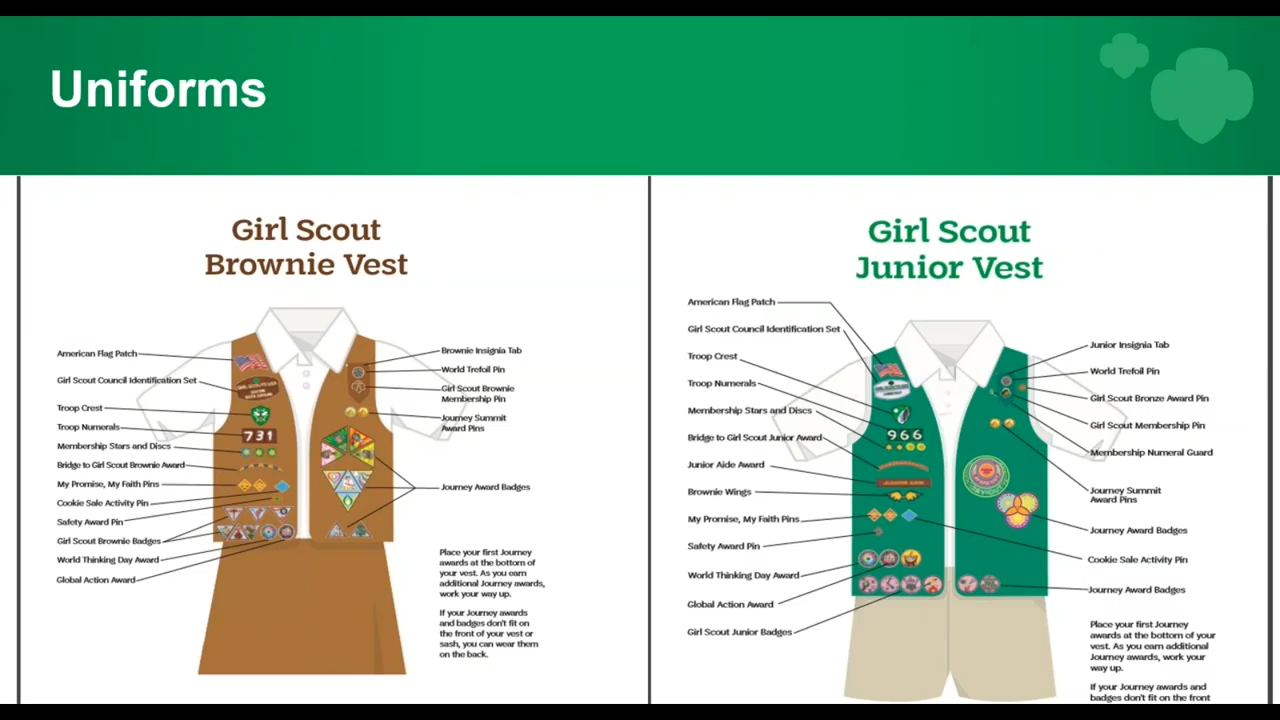 Uniforms
Girl Scout
Brownie Vest
American Flag Patch
Girl Scout Council Identification Set
Troop Crest
Troop Numerals
Membership Stars and Discs
Bridge to Girl Scout Brownie Award
My Promise, My Faith Pins
Cookie Sale Activity Pin
Safety Award Pin
Girl Scout Brownie Badges
World Thinking Day Award
Global Action Award
731
Brownie Insignia Tab
World Trefoil Pin
Girl Scout Brownie
Membership Pin
Journey Summit
Award Pins
Journey Award Badges
Place your first Journey
awards at the bottom of
your vest. As you earn
additional Journey awards,
work your way up.
If your Journey awards
and badges don't fit on
the front of your vest or
sash, you can wear them
on the back.
Girl Scout
Junior Vest
American Flag Patch
Girl Scout Council Identification Set
Troop Crest
Troop Numerals
Membership Stars and Discs
Bridge to Girl Scout Junior Award
Junior Aide Award
Brownie Wings
My Promise, My Faith Pins
Safety Award Pin
World Thinking Day Award
Global Action Award
Girl Scout Junior Badges
966
Junior Insignia Tab
World Trefoil Pin
Girl Scout Bronze Award Pin
Girl Scout Membership Pin
Membership Numeral Guard
Journey Summit
Award Pins
Journey Award Badges
Cookie Sale Activity Pin
Journey Award Badges
Place your first Journey
awards at the bottom of your
vest. As you earn additional
Journey awards, work your
way up.
If your Journey awards and
badges don't fit on the front